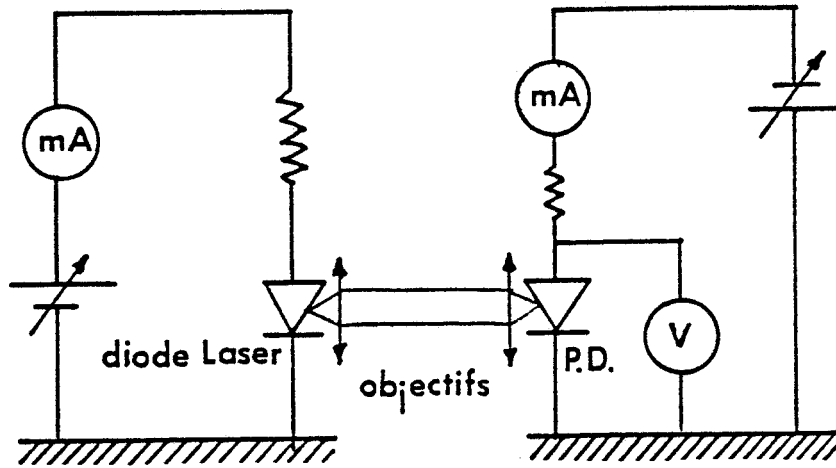 mA
mA
diode Laser
objectifs
P.D.
V